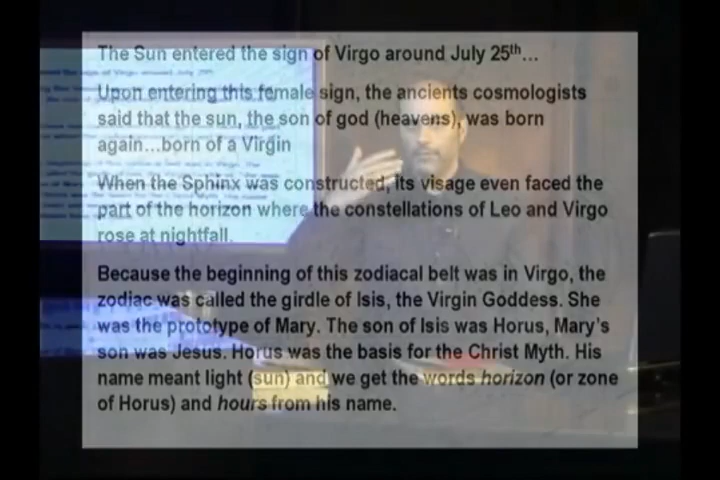 The Sun entered the sign of Virgo around July 25th...
Upon entering this female sign, the ancients cosmologists
said that the sun, the son of god (heavens), was born
again...born of a Virgin
When the Sphinx was constructed, its visage even faced the
part of the horizon where the constellations of Leo and Virgo
rose at nightfall.
Because the beginning of this zodiacal belt was in Virgo, the
zodiac was called the girdle of Isis, the Virgin Goddess. She
was the prototype of Mary. The son of Isis was Horus, Mary's
son was Jesus. Horus was the basis for the Christ Myth. His
name meant light (sun) and we get the words horizon (or zone
of Horus) and hours from his name.